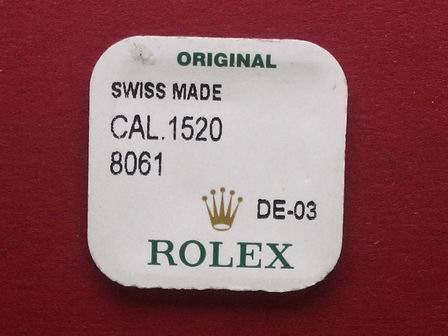 ORIGINAL
SWISS MADE
CAL.1520
8061
DE-03
ROLEX